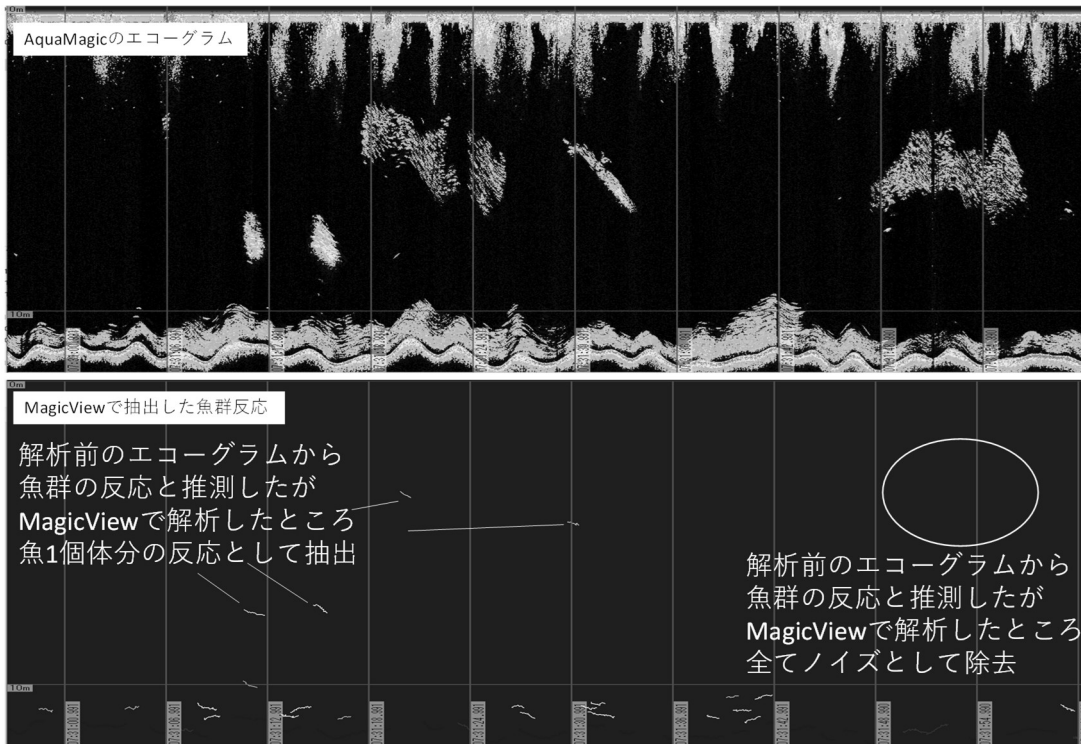 0m
AquaMagicのエコーグラム
10m
0m
MagicViewで抽出した魚群反応
解析前のエコーグラムから
魚群の反応と推測したが
MagicViewで解析したところ
魚1個体分の反応として抽出
解析前のエコーグラムから
魚群の反応と推測したが
MagicViewで解析したところ
全てノイズとして除去
10m